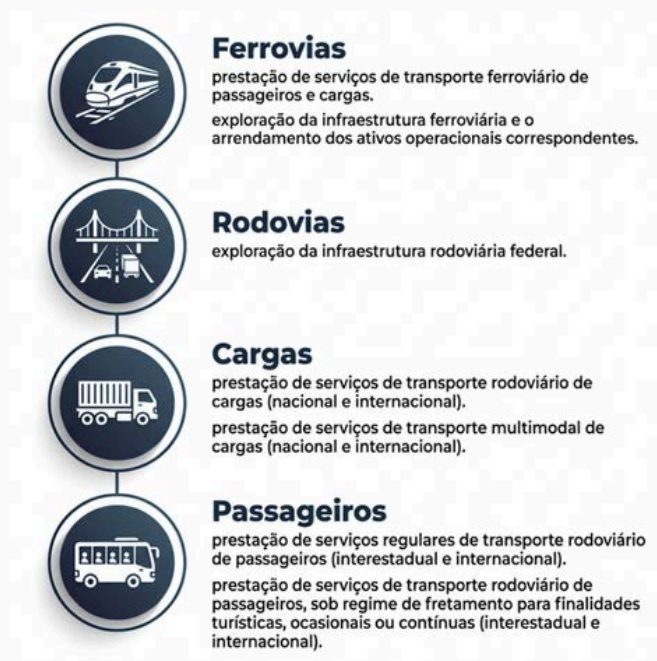 Ferrovias
prestação de serviços de transporte ferroviário de
passageiros e cargas.
exploração da infraestrutura ferroviária e o
arrendamento dos ativos operacionais correspondentes.
Rodovias
exploração da infraestrutura rodoviária federal.
Cargas
prestação de serviços de transporte rodoviário de
cargas (nacional e internacional).
prestação de serviços de transporte multimodal de
cargas (nacional e internacional).
Passageiros
prestação de serviços regulares de transporte rodoviário
de passageiros (interestadual e internacional).
prestação de serviços de transporte rodoviário de
passageiros, sob regime de fretamento para finalidades
turísticas, ocasionais ou contínuas (interestadual e
internacional).